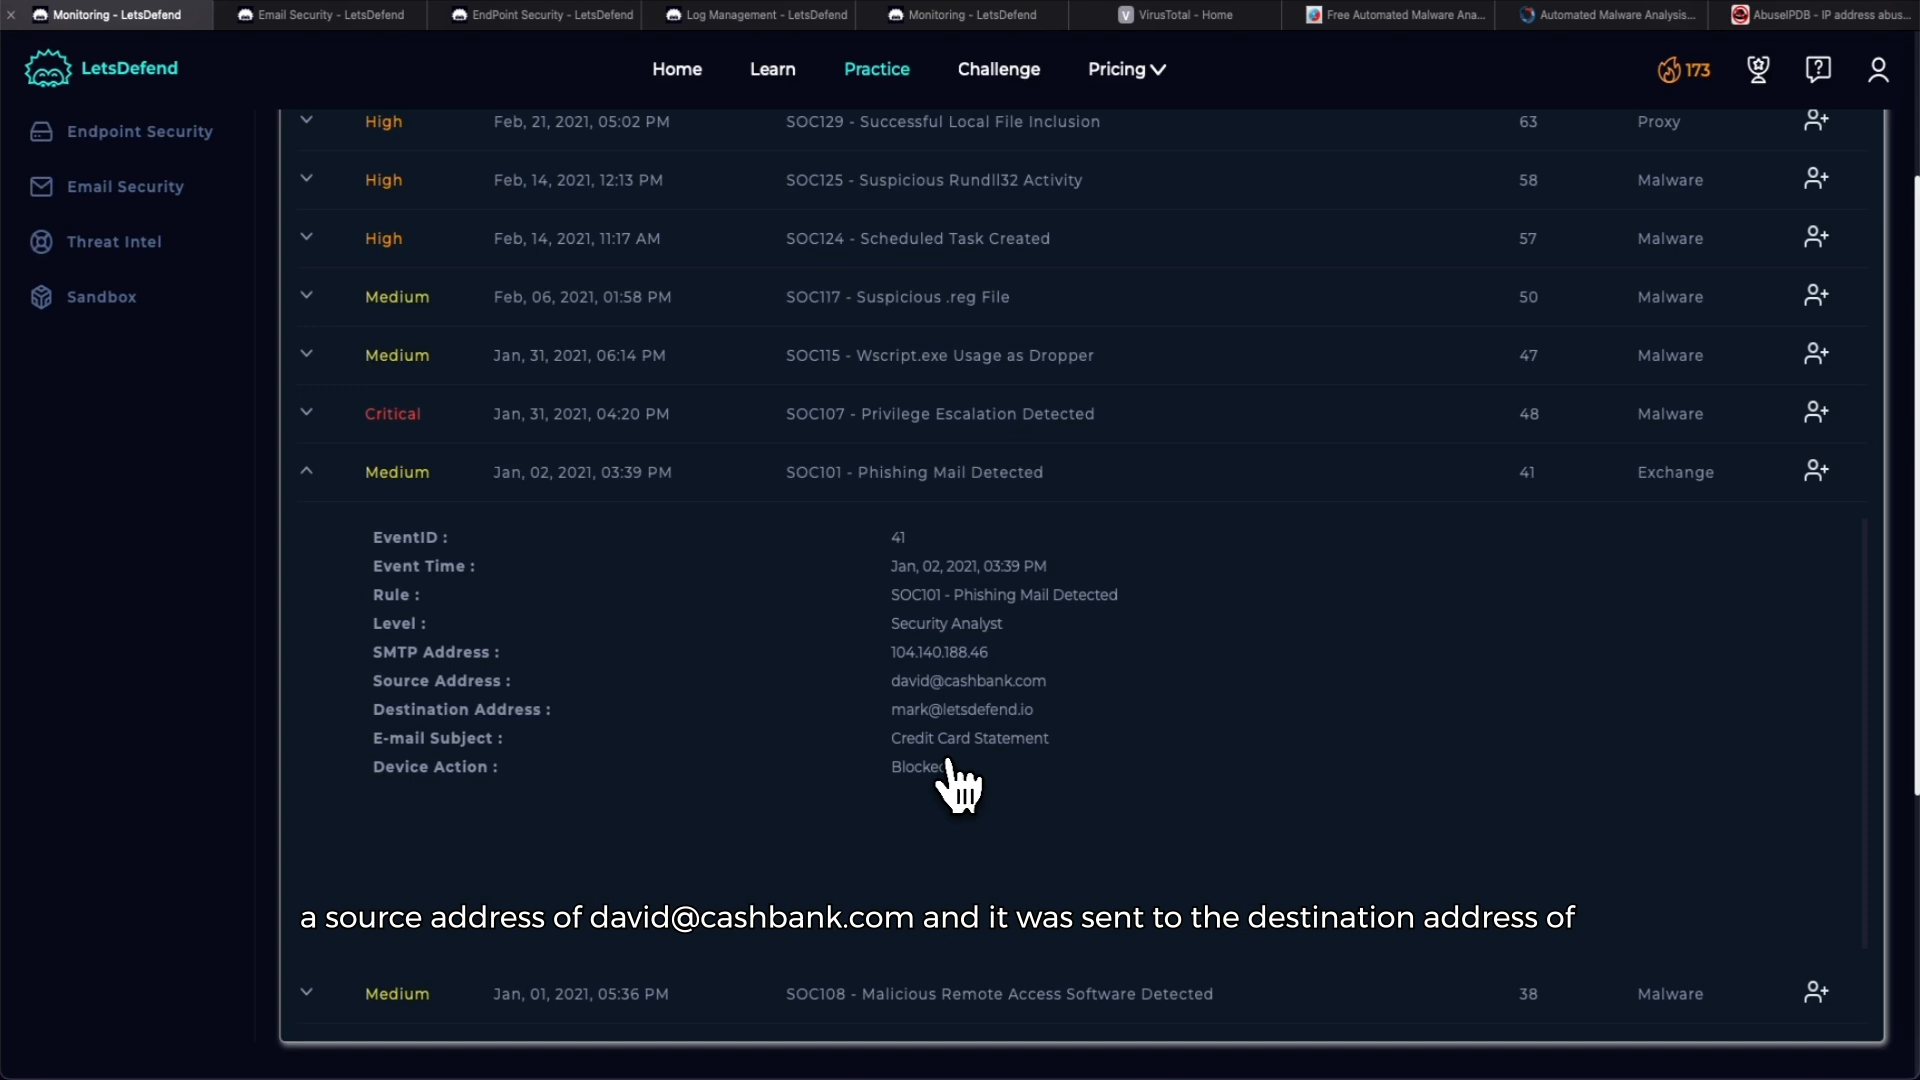 Monitoring - LetsDefend
Email Security - LetsDefend
EndPoint Security - LetsDefend
Log Management - LetsDefend
Monitoring - LetsDefend
VirusTotal - Home
Free Automated Malware Ana...
Automated Malware Analysis...
AbuseIPDB - IP address abus...
LetsDefend
Home
Learn
Practice
Challenge
Pricing
173
Endpoint Security
Email Security
Threat Intel
Sandbox
High Feb, 21, 2021, 05:02 PM SOC129 - Successful Local File Inclusion 63 Proxy
High Feb, 14, 2021, 12:13 PM SOC125 - Suspicious Rundll32 Activity 58 Malware
High Feb, 14, 2021, 11:17 AM SOC124 - Scheduled Task Created 57 Malware
Medium Feb, 06, 2021, 01:58 PM SOC117 - Suspicious .reg File 50 Malware
Medium Jan, 31, 2021, 06:14 PM SOC115 - Wscript.exe Usage as Dropper 47 Malware
Critical Jan, 31, 2021, 04:20 PM SOC107 - Privilege Escalation Detected 48 Malware
Medium Jan, 02, 2021, 03:39 PM SOC101 - Phishing Mail Detected 41 Exchange
EventID : 41
Event Time : Jan, 02, 2021, 03:39 PM
Rule : SOC101 - Phishing Mail Detected
Level : Security Analyst
SMTP Address : 104.140.188.46
Source Address : david@cashbank.com
Destination Address : mark@letsdefend.io
E-mail Subject : Credit Card Statement
Device Action : Blocked
a source address of david@cashbank.com and it was sent to the destination address of
Medium Jan, 01, 2021, 05:36 PM SOC108 - Malicious Remote Access Software Detected 38 Malware